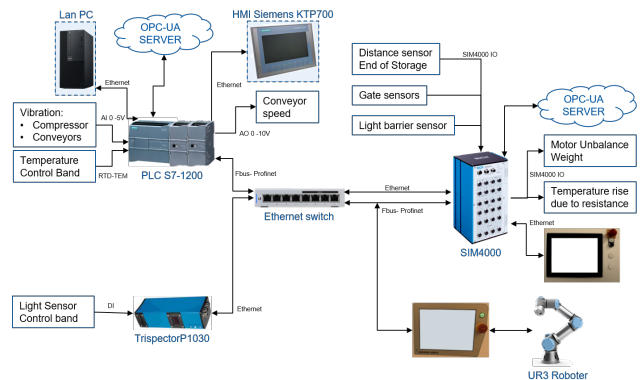 Lan PC
OPC-UA
SERVER
HMI Siemens KTP700
Ethernet
Ethernet
Distance sensor
End of Storage
SIM4000 IO
Gate sensors
Light barrier sensor
OPC-UA
SERVER
Vibration:
• Compressor
• Conveyors
AI 0 -5V
Conveyor
speed
AO 0 -10V
Temperature
Control Band
RTD-TEM
PLC S7-1200
Motor Unbalance
Weight
SIM4000 IO
Temperature rise
due to resistance
Fbus- Profinet
Ethernet
Fbus- Profinet
Ethernet switch
SIM4000
Ethernet
Light Sensor
Control band
DI
Ethernet
TrispectorP1030
UR3 Roboter